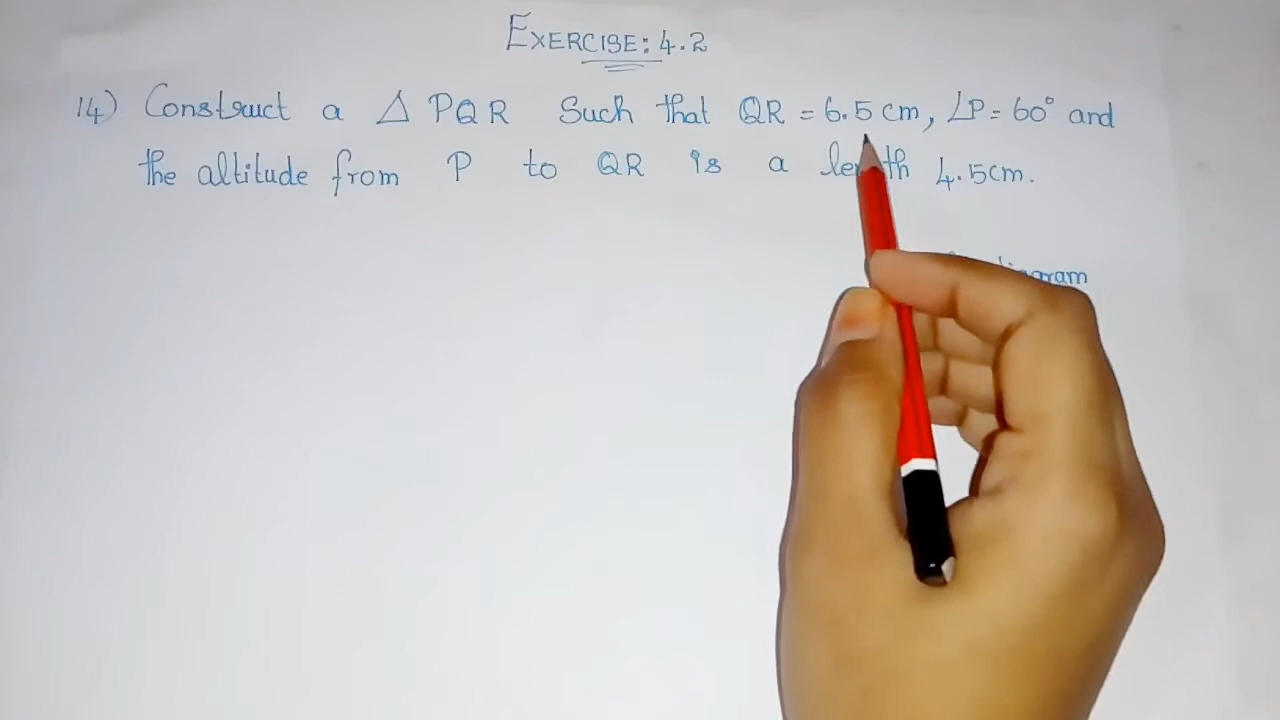 EXERCISE: 4.2
14) Construct a △ PQR Such that QR = 6.5 cm, ∠P = 60° and
the altitude from P to QR is a 4.5cm.